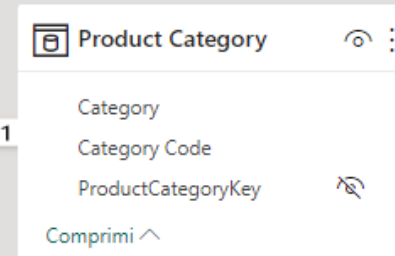 Product Category
Category
1
Category Code
ProductCategoryKey
Comprimi